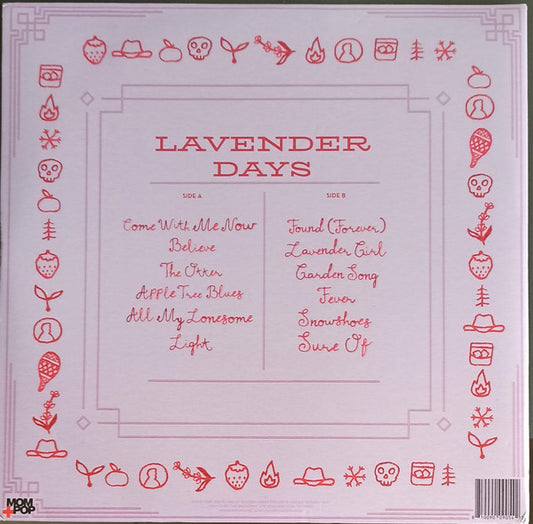 LAVENDER
DAYS
SIDE A
Come With Me Now
Believe
The Otter
Apple Tree Blues
All My Lonesome
Light
SIDE B
Found (Forever)
Lavender Girl
Garden Song
Fever
Snowshoes
Sure Of
MOM
+POP